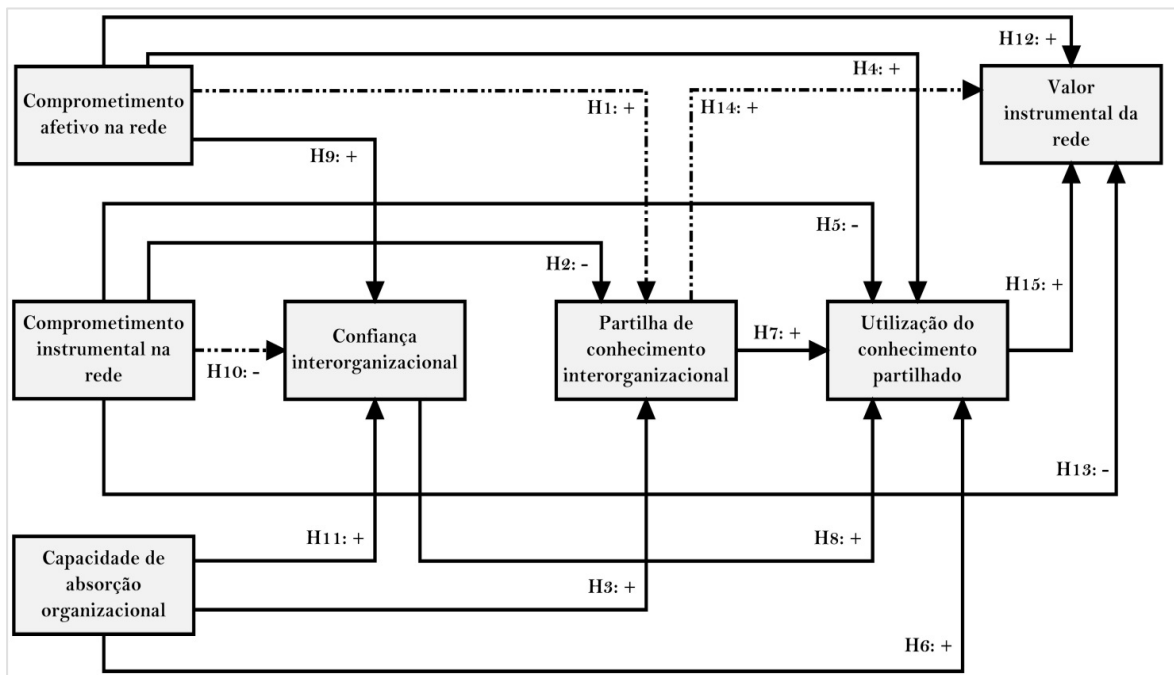 H12: +
H4: +
Comprometimento
afetivo na rede
H1: +
H14: +
Valor
instrumental da
rede
H9: +
H5: -
H2: -
H15: +
Comprometimento
instrumental na
rede
H10: -
Confiança
interorganizacional
Partilha de
conhecimento
interorganizacional
H7: +
Utilização do
conhecimento
partilhado
H13: -
Capacidade de
absorção
organizacional
H11: +
H8: +
H3: +
H6: +